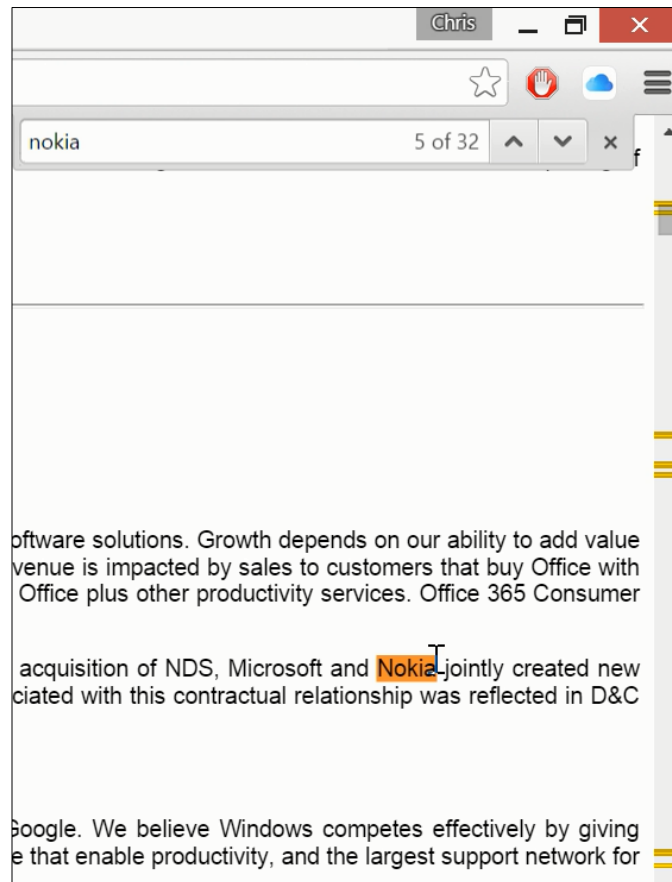 Chris
nokia
5 of 32
f
oftware solutions. Growth depends on our ability to add value
venue is impacted by sales to customers that buy Office with
Office plus other productivity services. Office 365 Consumer
acquisition of NDS, Microsoft and Nokia jointly created new
ciated with this contractual relationship was reflected in D&C
Google. We believe Windows competes effectively by giving
e that enable productivity, and the largest support network for